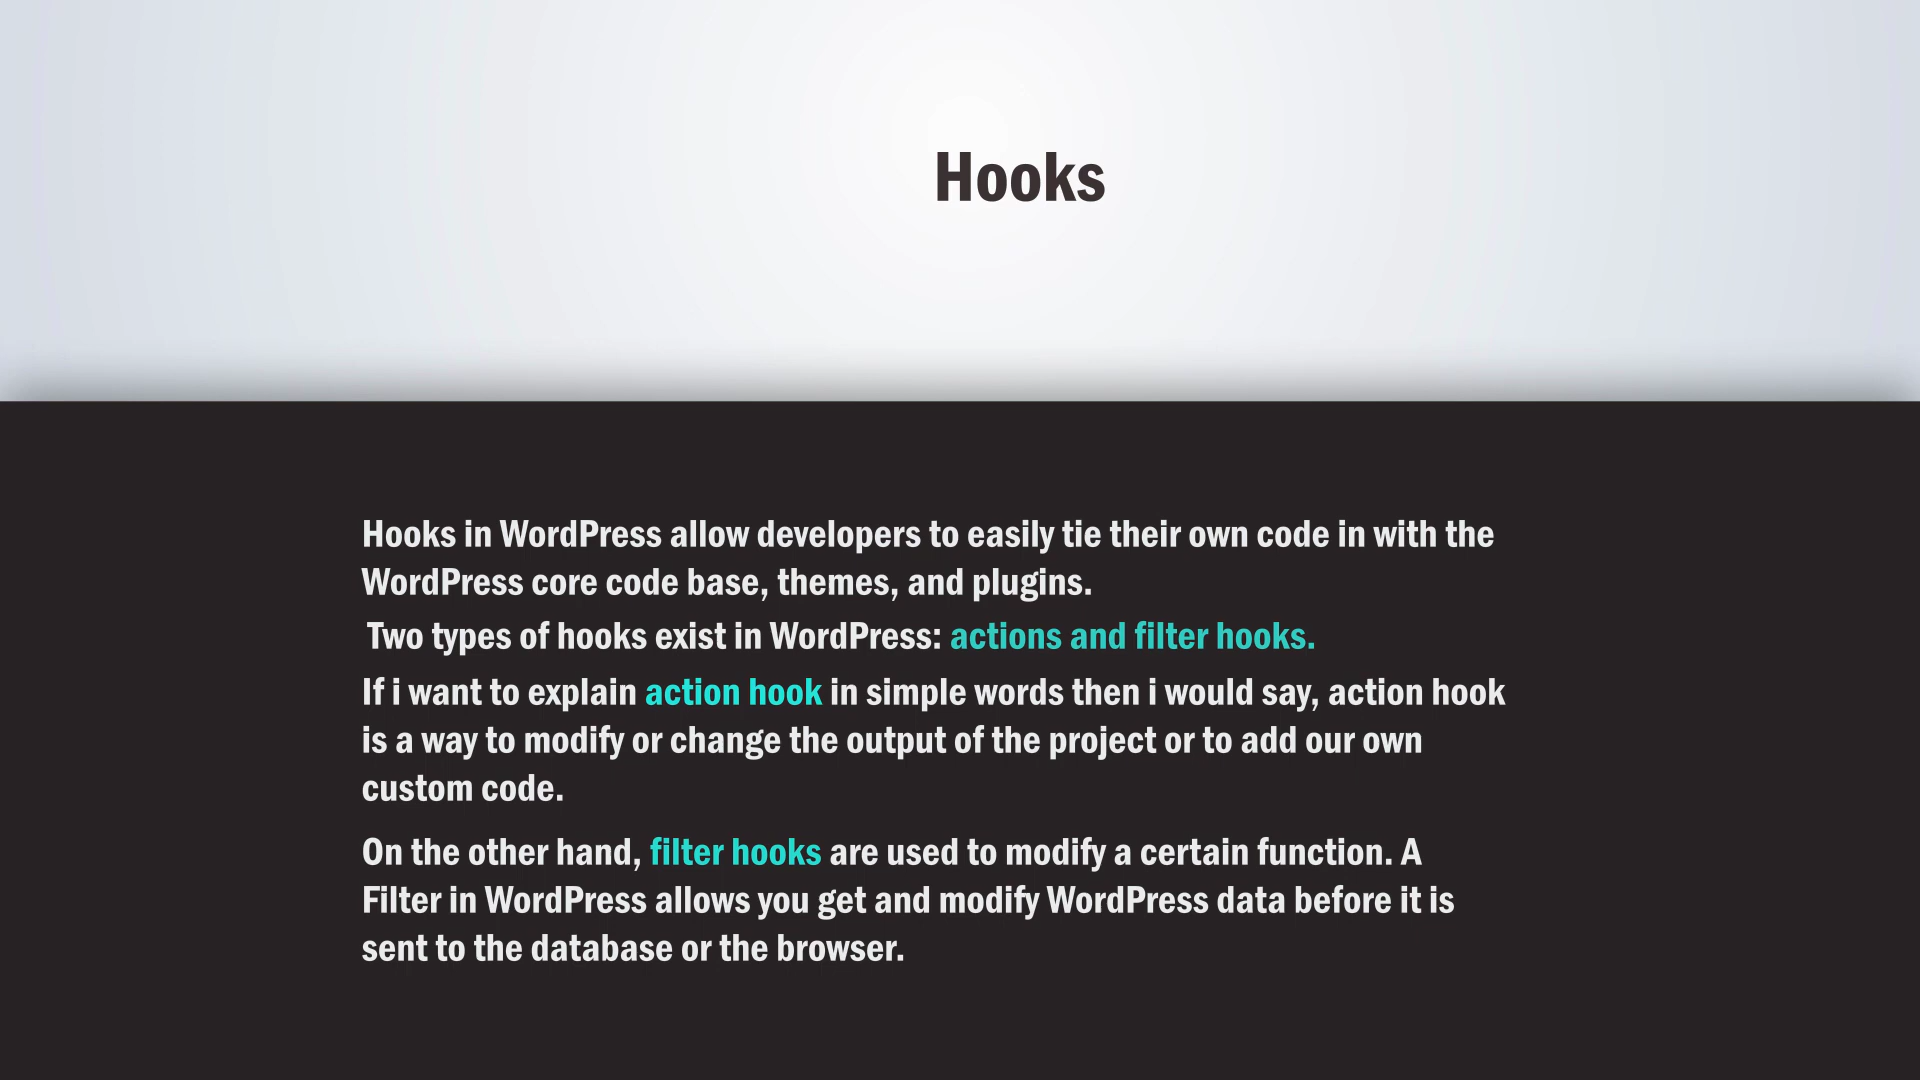 Hooks
Hooks in WordPress allow developers to easily tie their own code in with the
WordPress core code base, themes, and plugins.
Two types of hooks exist in WordPress: actions and filter hooks.
If i want to explain action hook in simple words then i would say, action hook
is a way to modify or change the output of the project or to add our own
custom code.
On the other hand, filter hooks are used to modify a certain function. A
Filter in WordPress allows you get and modify WordPress data before it is
sent to the database or the browser.